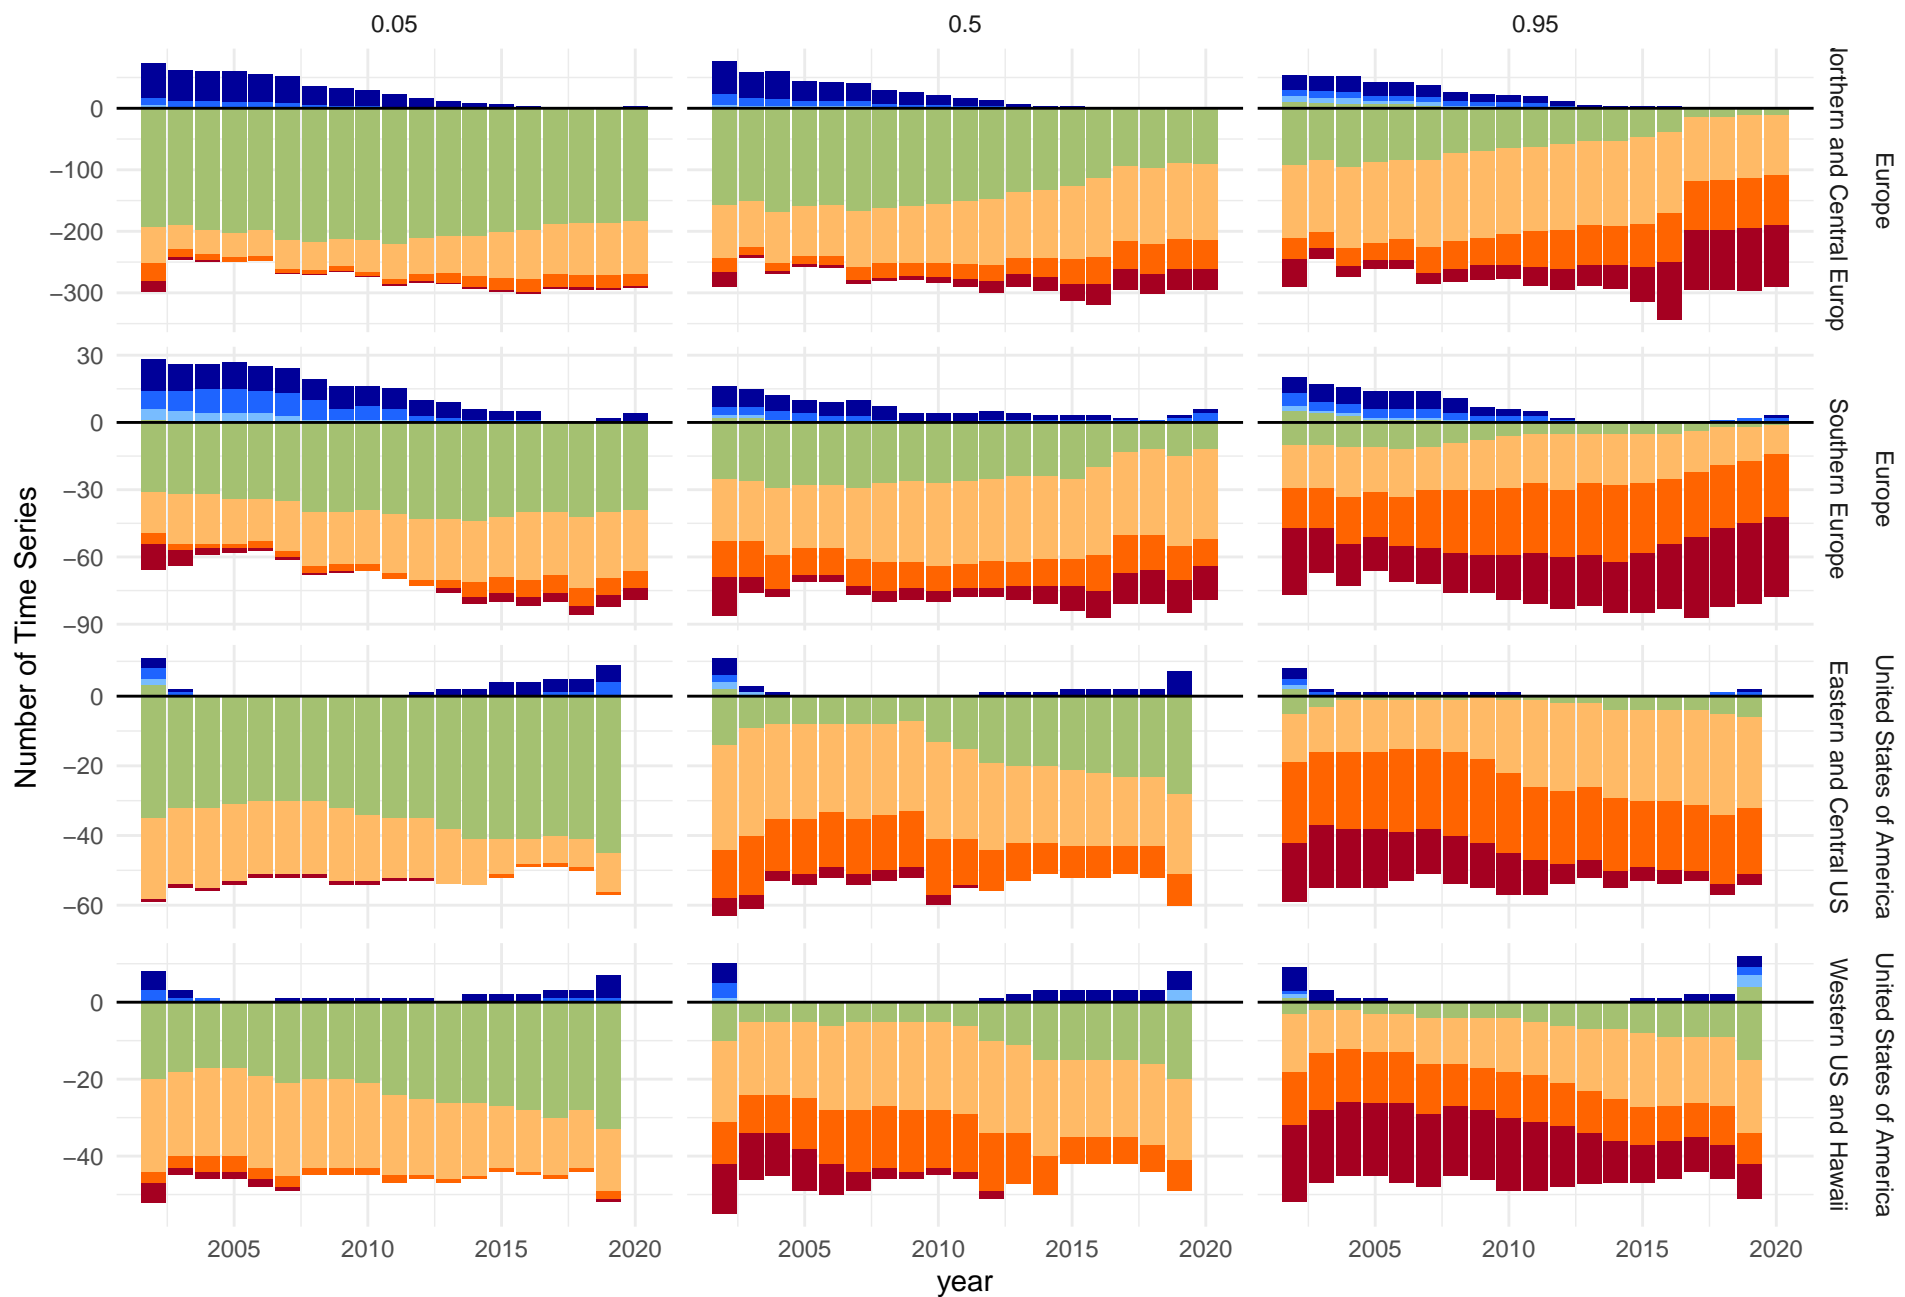 0.05 0.5 0.95
0
−100
−200
−300
and Central Europ
Europe
30
0
−30
−60
−90
Southern Europe
Europe
0
−20
−40
−60
Eastern and Central US
United States of America
0
−20
−40
Western US and Hawaii
United States of America
2005 2010 2015 2020 2005 2010 2015 2020 2005 2010 2015 2020
year
Number of Time Series